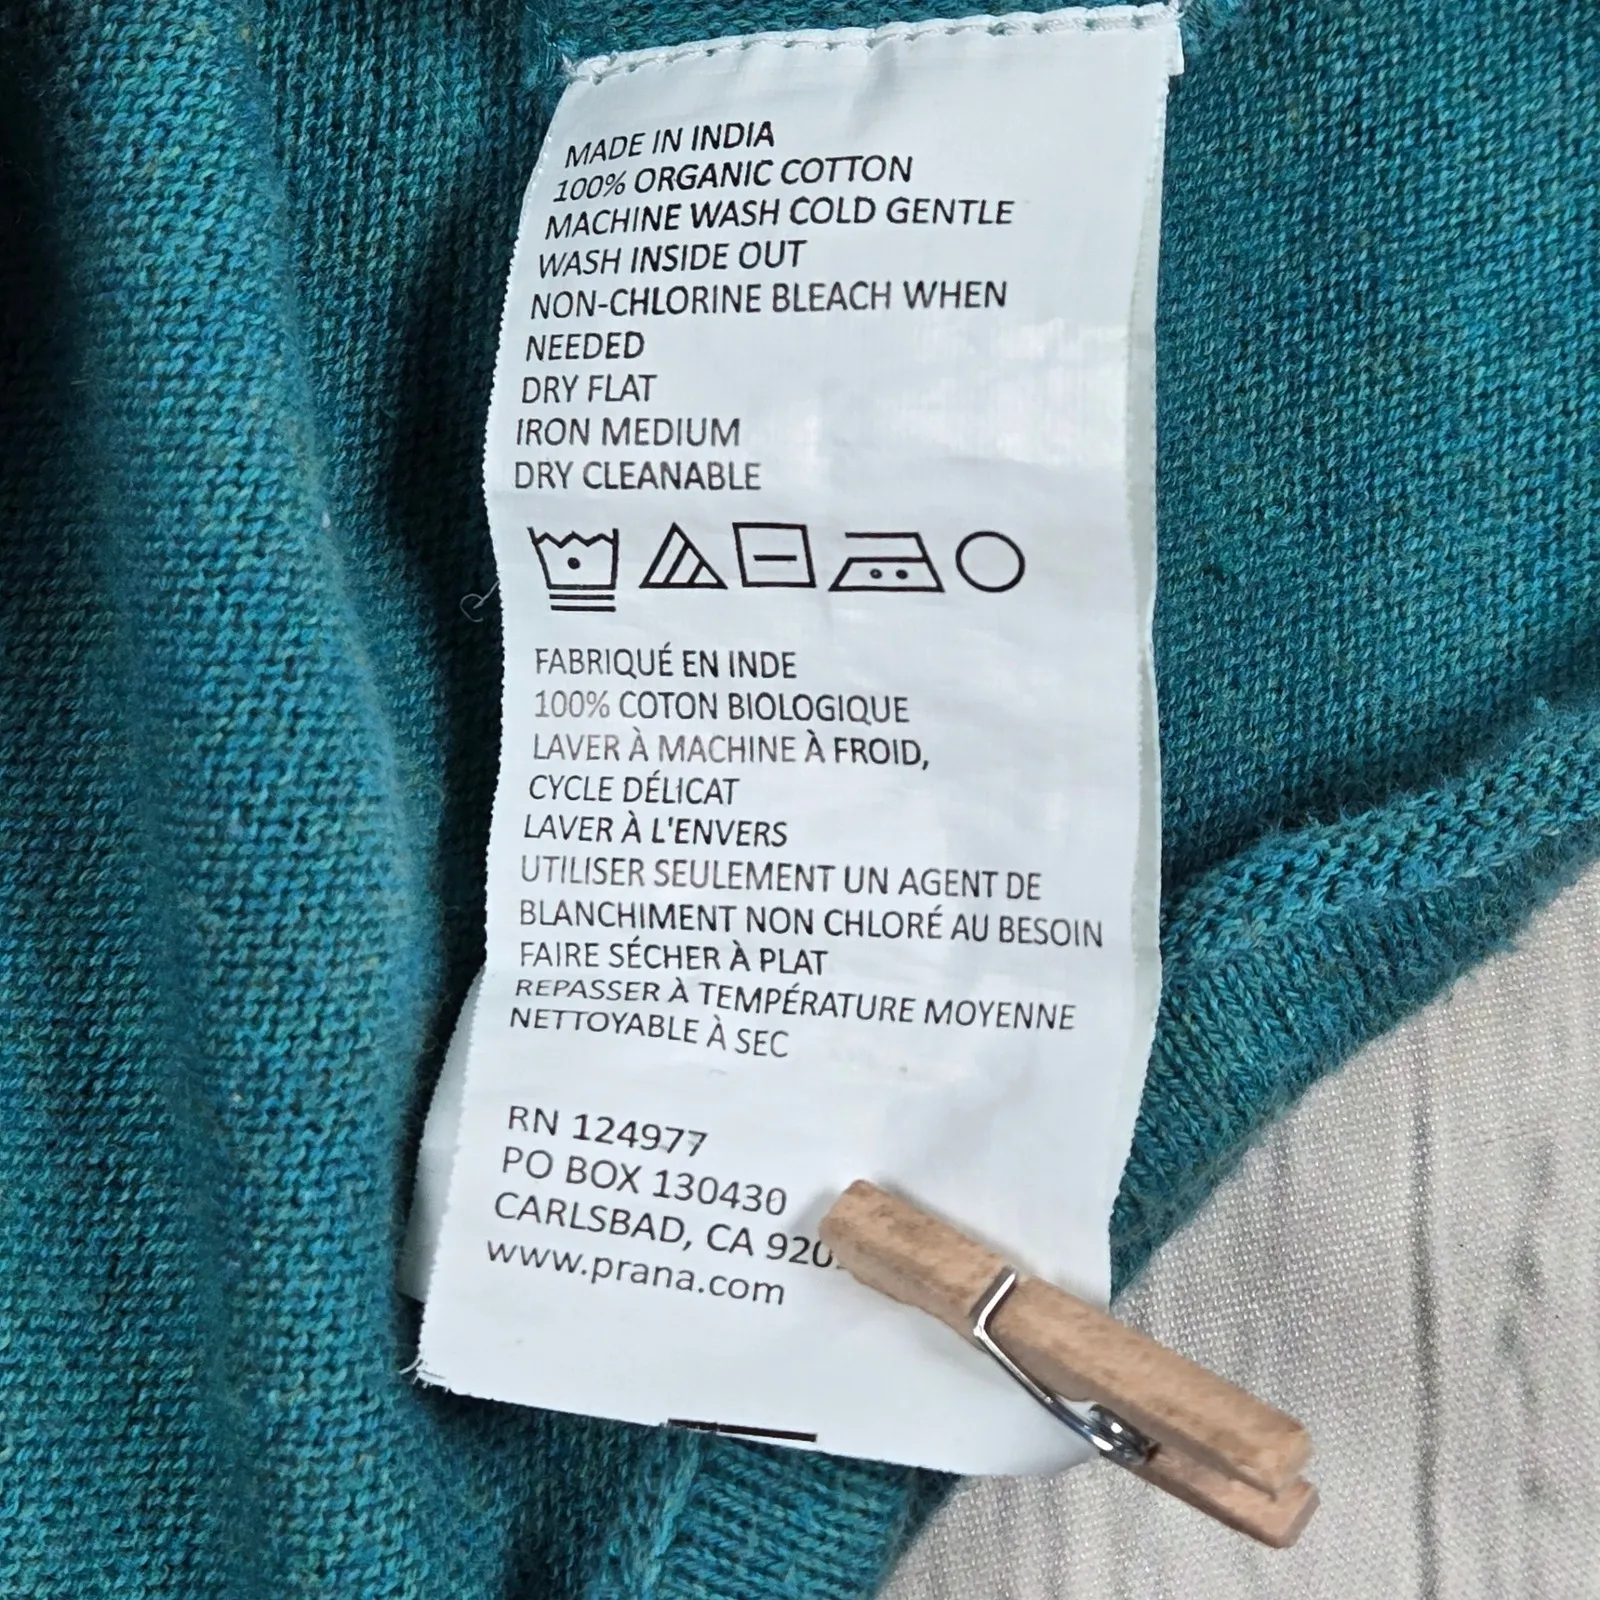 MADE IN INDIA
100% ORGANIC COTTON
MACHINE WASH COLD GENTLE
WASH INSIDE OUT
NON-CHLORINE BLEACH WHEN
NEEDED
DRY FLAT
IRON MEDIUM
DRY CLEANABLE
FABRIQUÉ EN INDE
100% COTON BIOLOGIQUE
LAVER À MACHINE À FROID,
CYCLE DÉLICAT
LAVER À L'ENVERS
UTILISER SEULEMENT UN AGENT DE
BLANCHIMENT NON CHLORÉ AU BESOIN
FAIRE SÉCHER À PLAT
REPASSER À TEMPÉRATURE MOYENNE
NETTOYABLE À SEC
RN 124977
PO BOX 130430
CARLSBAD, CA
www.prana.com